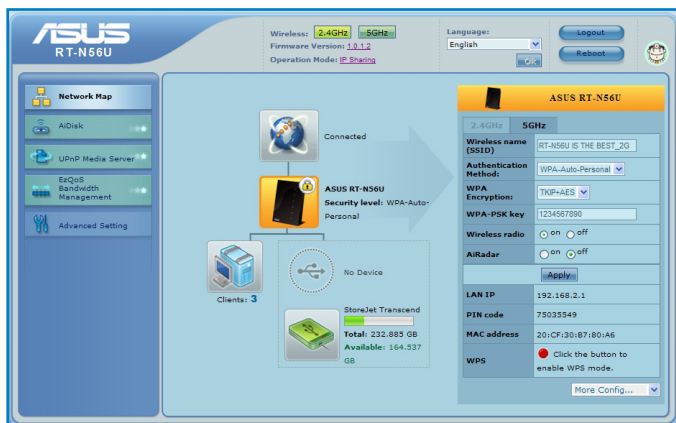 ASUS
RT-N56U
Wireless: 2.4GHz 5GHz
Firmware Version: 1.0.1.2
Operation Mode: IP Sharing
Language:
English
OK
Logout
Reboot
Network Map
AiDisk
UPnP Media Server
EzQoS
Bandwidth
Management
Advanced Setting
Connected
ASUS RT-N56U
Security level: WPA-Auto-
Personal
Clients: 3
No Device
StoreJet Transcend
Total: 232.885 GB
Available: 164.537
GB
ASUS RT-N56U
2.4GHz 5GHz
Wireless name
(SSID)
RT-N56U IS THE BEST_2G
Authentication
Method:
WPA-Auto-Personal
WPA
Encryption:
TKIP+AES
WPA-PSK key
1234567890
Wireless radio
on off
AiRadar
on off
Apply
LAN IP
192.168.2.1
PIN code
75035549
MAC address
20:CF:30:B7:80:A6
WPS
Click the button to
enable WPS mode.
More Config...